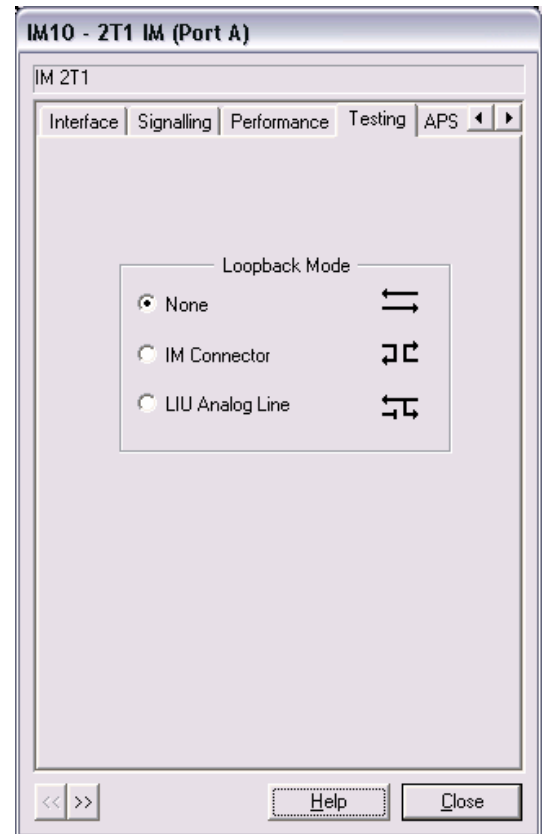 IM10 - 2T1 IM (Port A)
IM 2T1
Interface Signalling Performance Testing APS
Loopback Mode
None
IM Connector
LIU Analog Line
<< >> Help Close